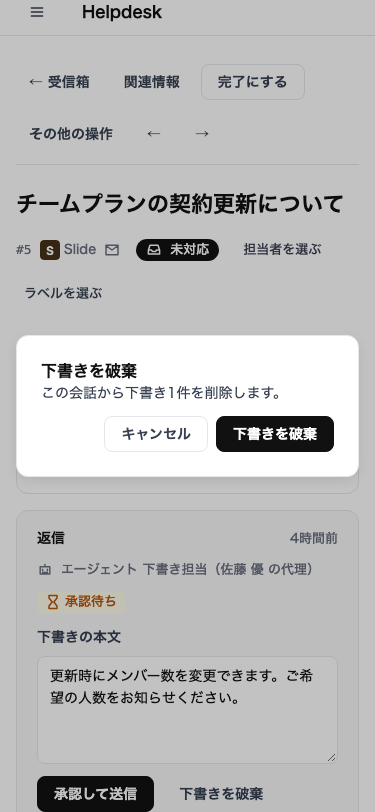 Helpdesk
← 受信箱
関連情報
完了にする
その他の操作
←
→
チームプランの契約更新について
#5
S
Slide
未対応
担当者を選ぶ
ラベルを選ぶ
下書きを破棄
この会話から下書き1件を削除します。
キャンセル
下書きを破棄
返信
4時間前
エージェント 下書き担当（佐藤 優 の代理）
承認待ち
下書きの本文
更新時にメンバー数を変更できます。ご希
望の人数をお知らせください。
承認して送信
下書きを破棄